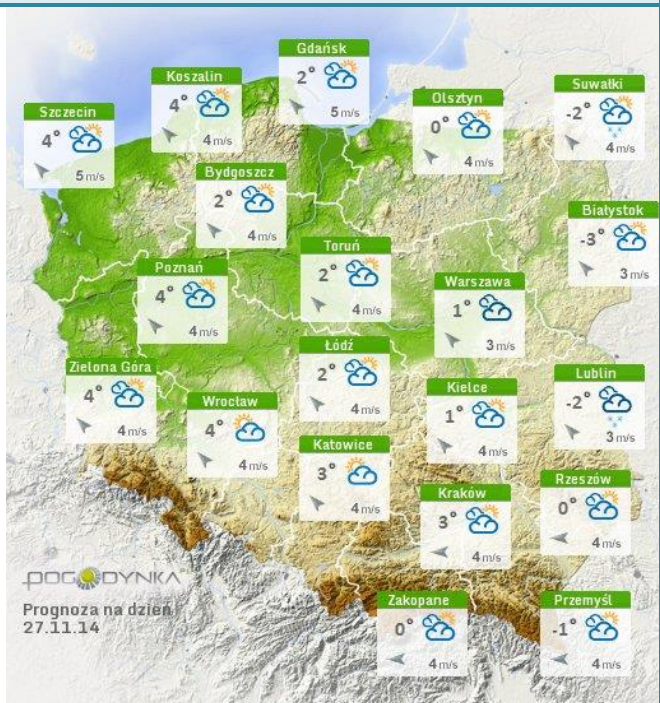 Gdańsk
2°
5 m/s
Koszalin
4°
4 m/s
Szczecin
4°
5 m/s
Olsztyn
0°
4 m/s
Suwałki
-2°
4 m/s
Bydgoszcz
2°
4 m/s
Białystok
-3°
3 m/s
Toruń
2°
4 m/s
Poznań
4°
4 m/s
Warszawa
1°
3 m/s
Łódź
2°
4 m/s
Zielona Góra
4°
4 m/s
Lublin
-2°
3 m/s
Kielce
1°
4 m/s
Wrocław
4°
4 m/s
Katowice
3°
4 m/s
Rzeszów
0°
4 m/s
Kraków
3°
4 m/s
POGODYNKA
Prognoza na dzień
27.11.14
Zakopane
0°
4 m/s
Przemyśl
-1°
4 m/s